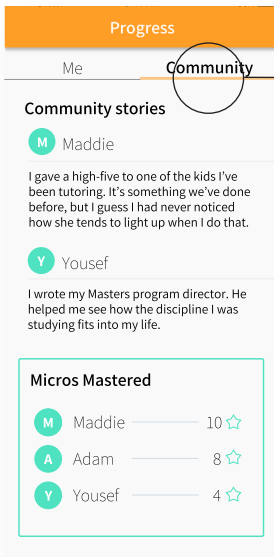 Progress
Me Community
Community stories
M Maddie
I gave a high-five to one of the kids I've
been tutoring. It's something we've done
before, but I guess I had never noticed
how she tends to light up when I do that.
Y Yousef
I wrote my Masters program director. He
helped me see how the discipline I was
studying fits into my life.
Micros Mastered
M Maddie 10
A Adam 8
Y Yousef 4